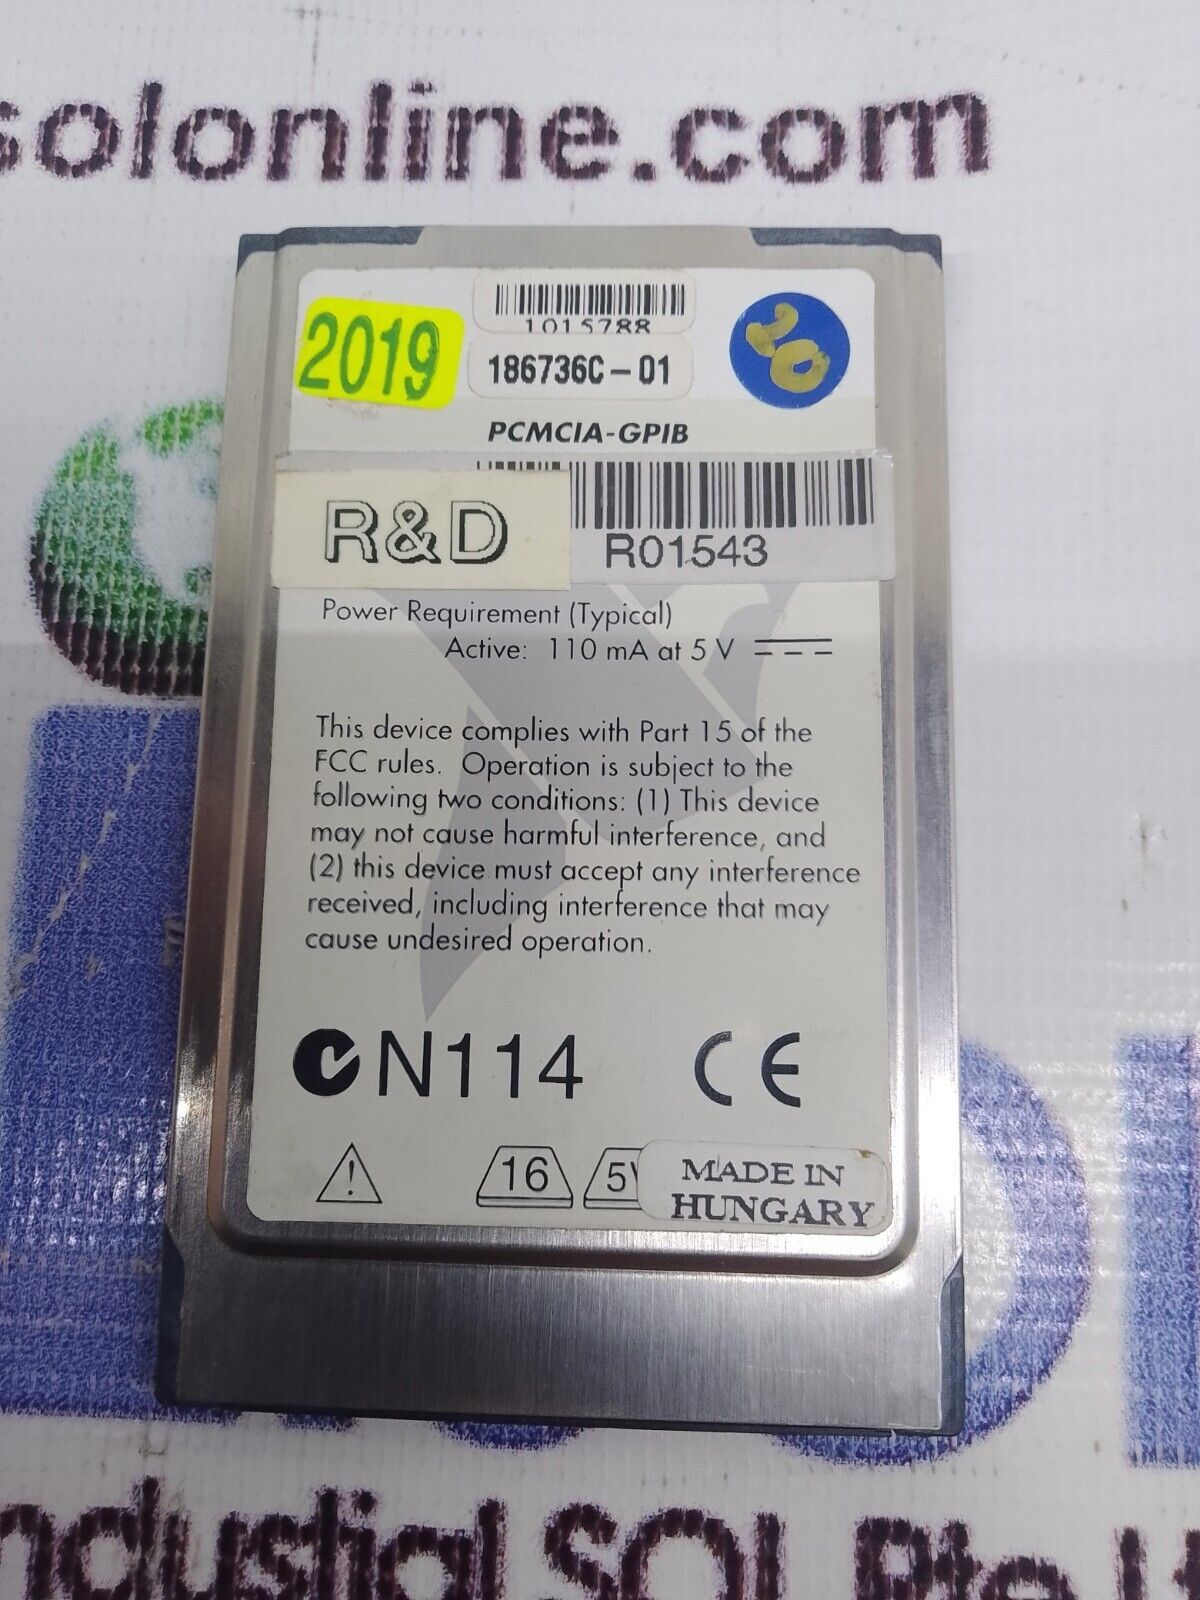 solonline.com
2019
1015788
186736C-01
20
PCMCIA-GPIB
R&D
R01543
Power Requirement (Typical)
Active: 110 mA at 5 V
This device complies with Part 15 of the
FCC rules. Operation is subject to the
following two conditions: (1) This device
may not cause harmful interference, and
(2) this device must accept any interference
received, including interference that may
cause undesired operation.
N114 CE
16 5V MADE IN
HUNGARY
industial SOL Pte